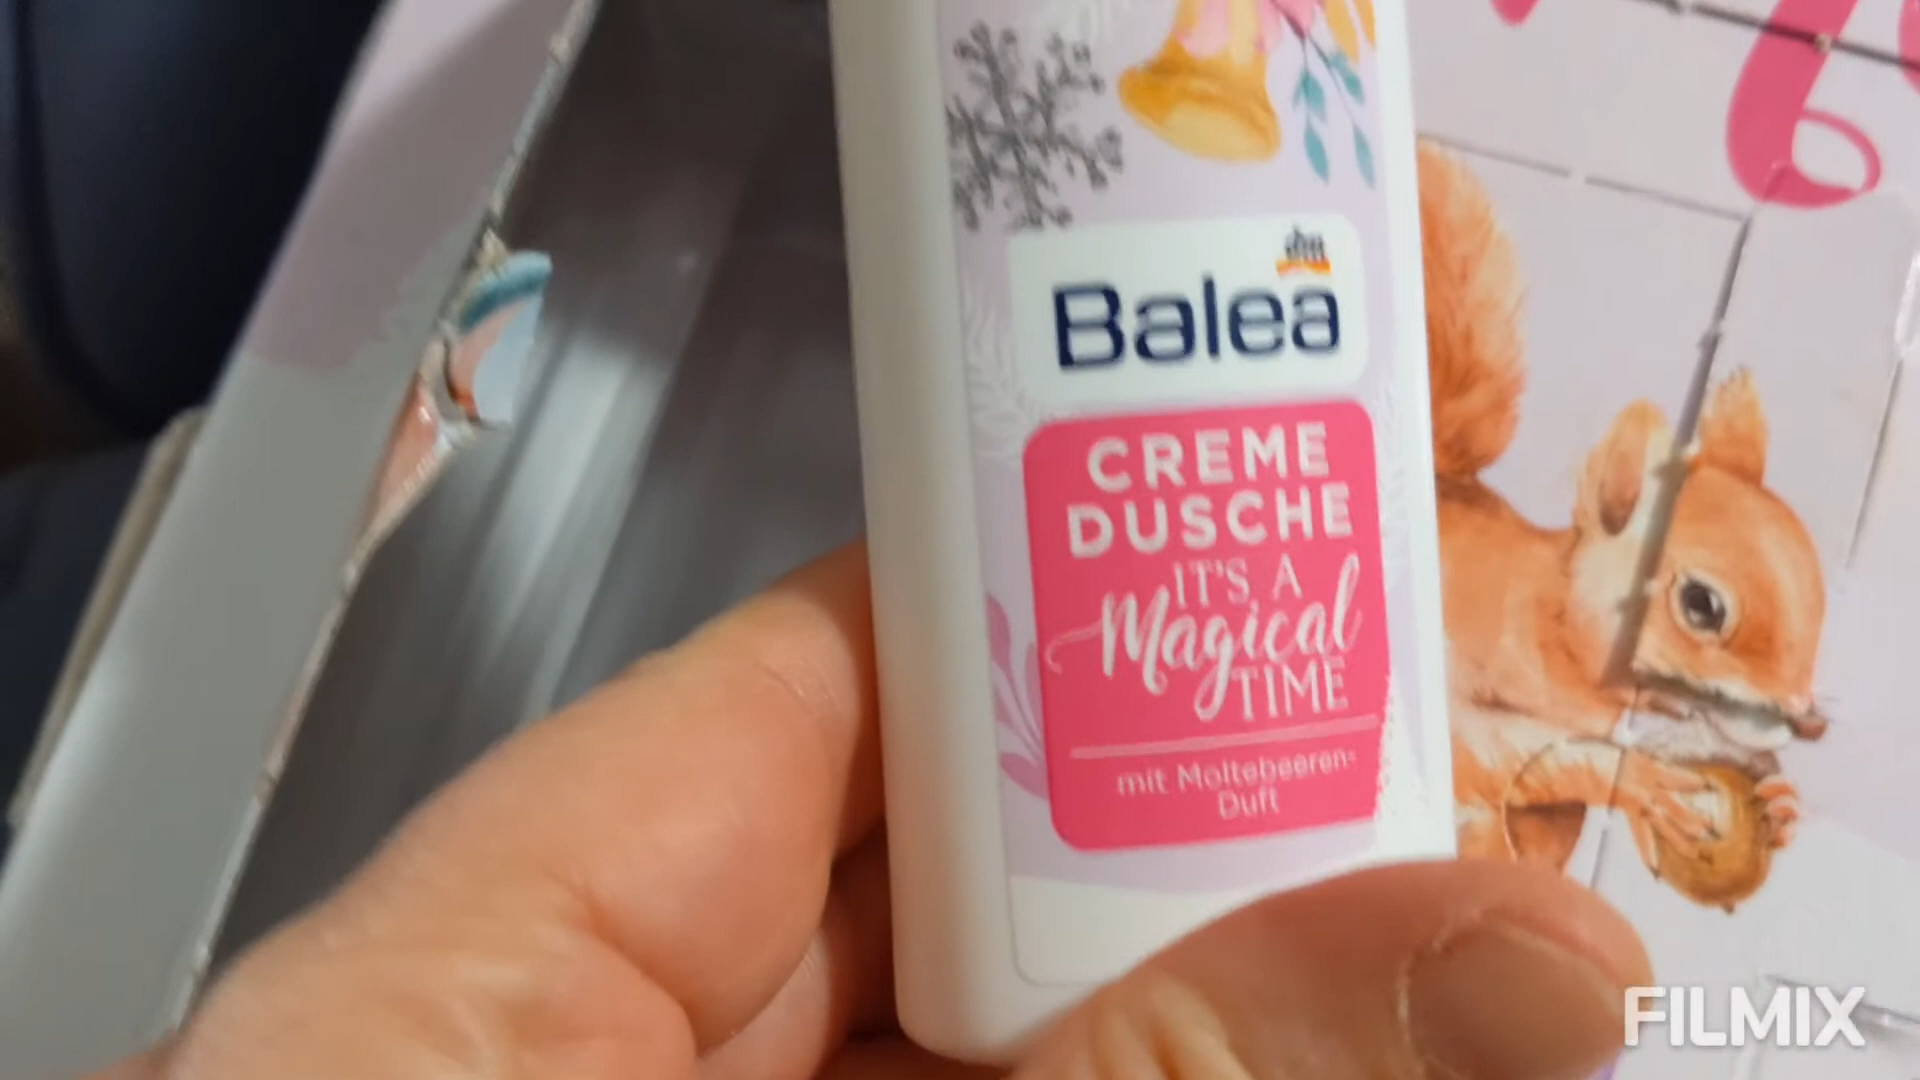 dm
Balea
CREME
DUSCHE
IT'S A
Magical
TIME
mit Moltebeeren-
Duft
FILMIX